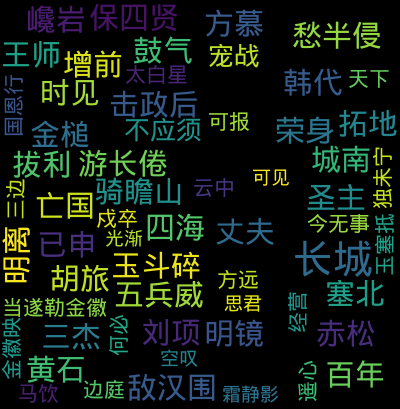 巉岩
保四贤
方慕
愁半侵
王师
增前
鼓气
宠战
太白星
韩代
天下
国恩行
时见
击政后
可报
金槌
不应须
荣身
拓地
拔利
游长倦
城南
独来宁
三边
亡国
骑瞻山
云中
可见
圣主
戍卒
四海
丈夫
今无事
玉塞抵
明离
已申
光渐
玉斗碎
长城
胡旅
五兵威
方远
思君
塞北
经营
当遂勒金徽
金徽映
三杰
何必
刘项
明镜
赤松
黄石
空叹
百年
马饮
边庭
敌汉围
霜静影